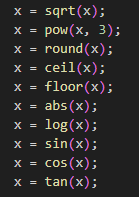 x = sqrt(x);
x = pow(x, 3);
x = round(x);
x = ceil(x);
x = floor(x);
x = abs(x);
x = log(x);
x = sin(x);
x = cos(x);
x = tan(x);